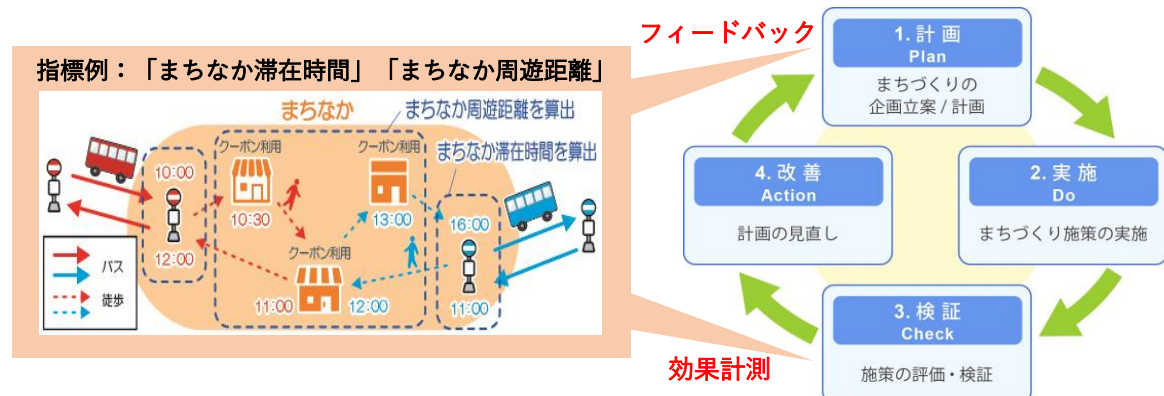 指標例：「まちなか滞在時間」「まちなか周遊距離」
まちなか
まちなか周遊距離を算出
まちなか滞在時間を算出
クーポン利用
クーポン利用
10:00
10:30
13:00
16:00
クーポン利用
12:00
11:00
12:00
11:00
バス
徒歩
フィードバック
効果計測
1. 計画
Plan
まちづくりの
企画立案 / 計画
2. 実施
Do
まちづくり施策の実施
3. 検証
Check
施策の評価・検証
4. 改善
Action
計画の見直し